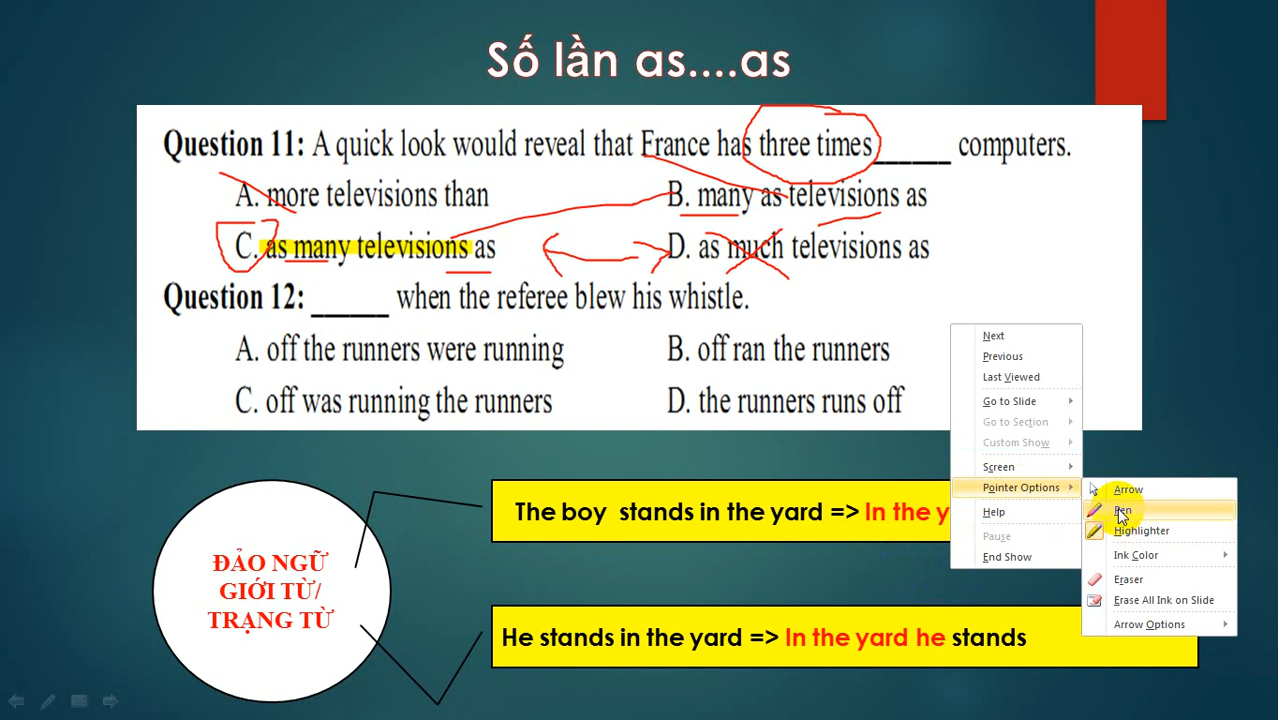 Số lần as....as
Question 11: A quick look would reveal that France has three times______ computers.
A. more televisions than
B. many as televisions as
C. as many televisions as
D. as much televisions as
Question 12: ______ when the referee blew his whistle.
A. off the runners were running
B. off ran the runners
C. off was running the runners
D. the runners runs off
Next
Previous
Last Viewed
Go to Slide
Go to Section
Custom Show
Screen
Pointer Options
Help
Pause
End Show
Arrow
Pen
Highlighter
Ink Color
Eraser
Erase All Ink on Slide
Arrow Options
ĐẢO NGỮ
GIỚI TỪ/
TRẠNG TỪ
The boy stands in the yard => In the y
He stands in the yard => In the yard he stands